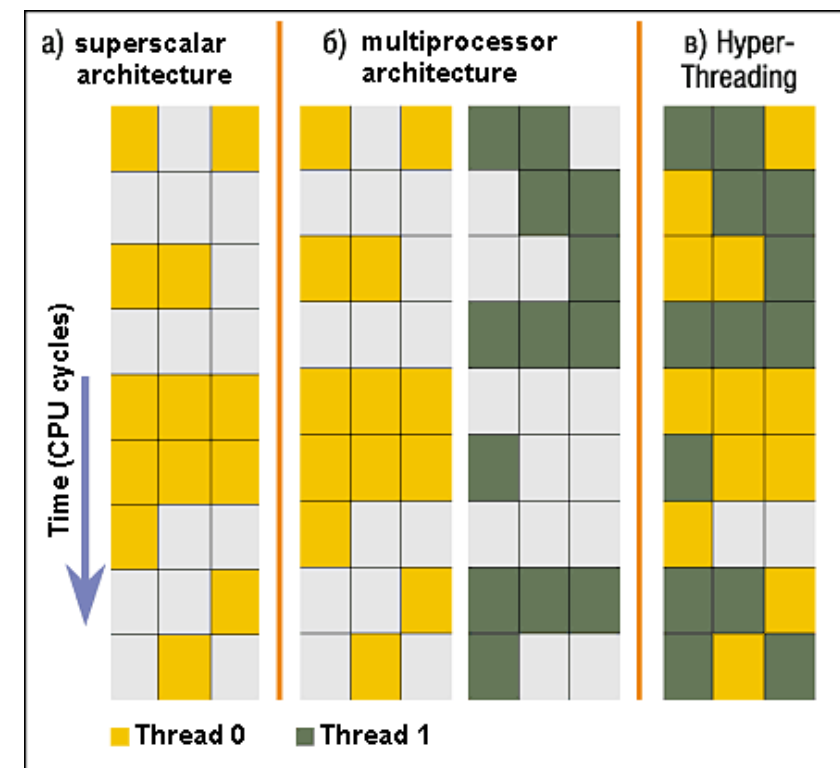 а) superscalar
architecture
б) multiprocessor
architecture
в) Hyper-
Threading
Time (CPU cycles)
Thread 0
Thread 1